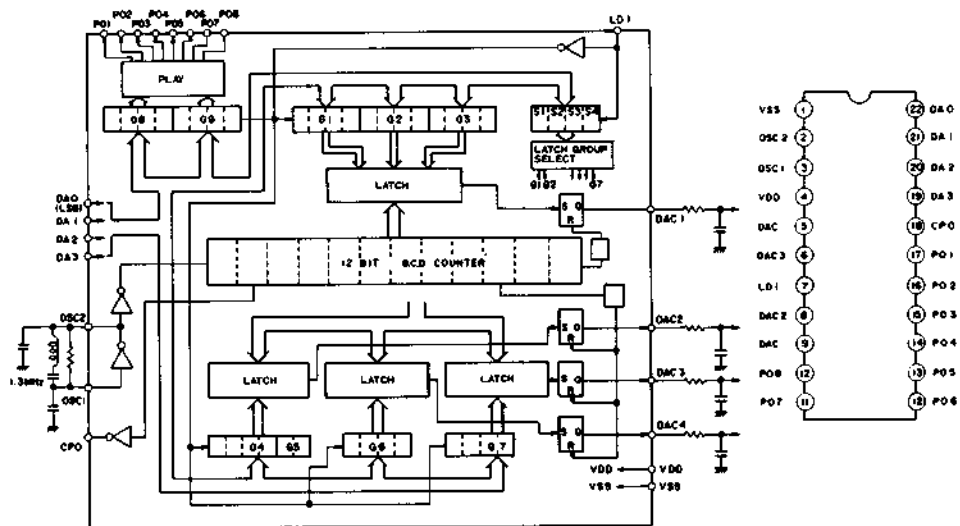 PO2 PO4 PO6 PO8
PO1 PO3 PO5 PO7
LD1
PLAY
G8 G9
G1 G2 G3
S1 S2 S3 S4
LATCH GROUP
SELECT
G1 G2 G7
LATCH
DA0
(LSB)
DA1
DA2
DA3
S Q
R
DAC1
12 BIT B.C.D COUNTER
OSC2
1.3MHz
OSC1
CPO
LATCH
LATCH
LATCH
S Q
R
DAC2
S Q
R
DAC3
S Q
R
DAC4
G4 G5
G6
G7
VDD VDD
VSS VSS
VSS 1 22 DA0
OSC2 2 21 DA1
OSC1 3 20 DA2
VDD 4 19 DA3
DAC 5 18 CPO
DAC3 6 17 PO1
LD1 7 16 PO2
DAC2 8 15 PO3
DAC 9 14 PO4
PO8 12 13 PO5
PO7 11 12 PO6